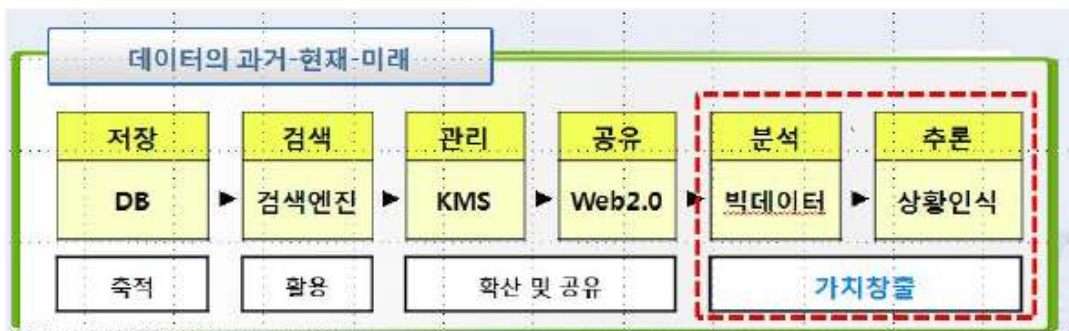 데이터의 과거-현재-미래
저장 검색 관리 공유 분석 추론
DB 검색엔진 KMS Web2.0 빅데이터 상황인식
축적 활용 확산 및 공유 가치창출